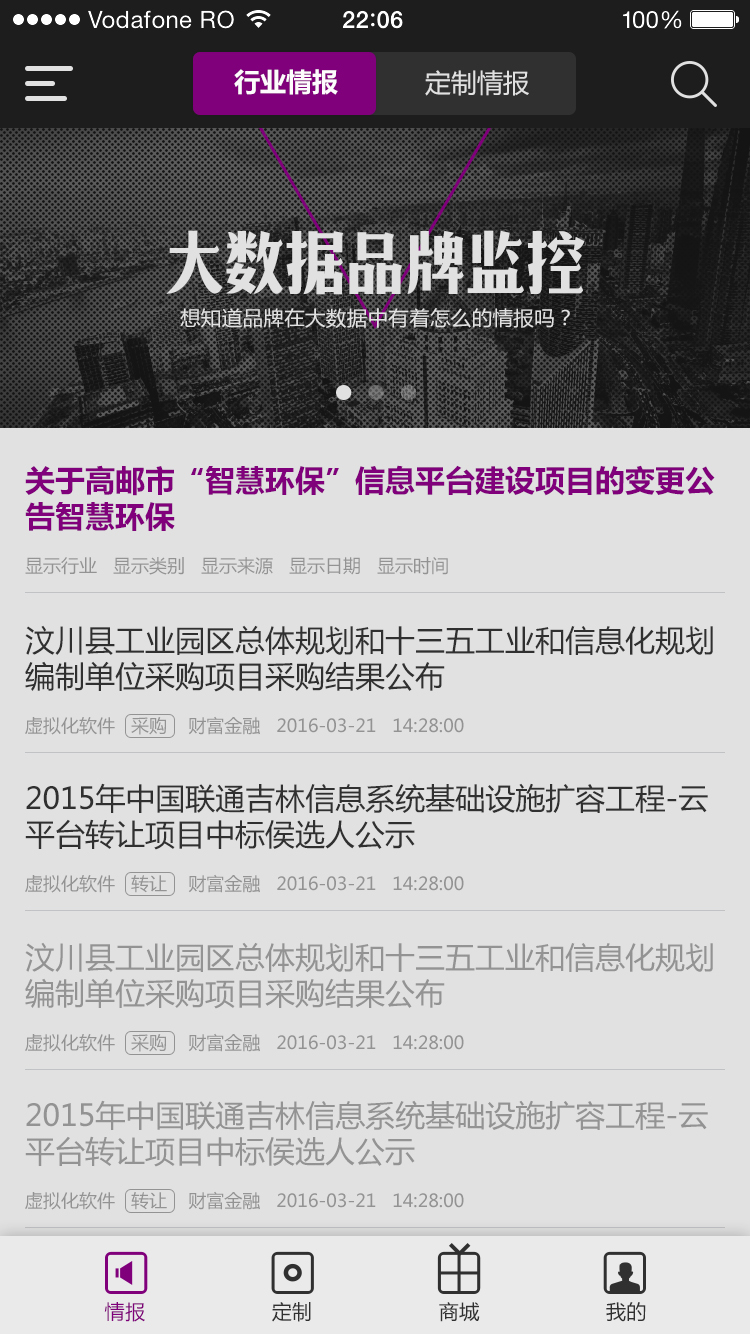 Vodafone RO 22:06 100%
行业情报 定制情报
大数据品牌监控
想知道品牌在大数据中有着怎么的情报吗？
关于高邮市“智慧环保”信息平台建设项目的变更公
告智慧环保
显示行业 显示类别 显示来源 显示日期 显示时间
汶川县工业园区总体规划和十三五工业和信息化规划
编制单位采购项目采购结果公布
虚拟化软件 采购 财富金融 2016-03-21 14:28:00
2015年中国联通吉林信息系统基础设施扩容工程-云
平台转让项目中标侯选人公示
虚拟化软件 转让 财富金融 2016-03-21 14:28:00
汶川县工业园区总体规划和十三五工业和信息化规划
编制单位采购项目采购结果公布
虚拟化软件 采购 财富金融 2016-03-21 14:28:00
2015年中国联通吉林信息系统基础设施扩容工程-云
平台转让项目中标侯选人公示
虚拟化软件 转让 财富金融 2016-03-21 14:28:00
情报 定制 商城 我的